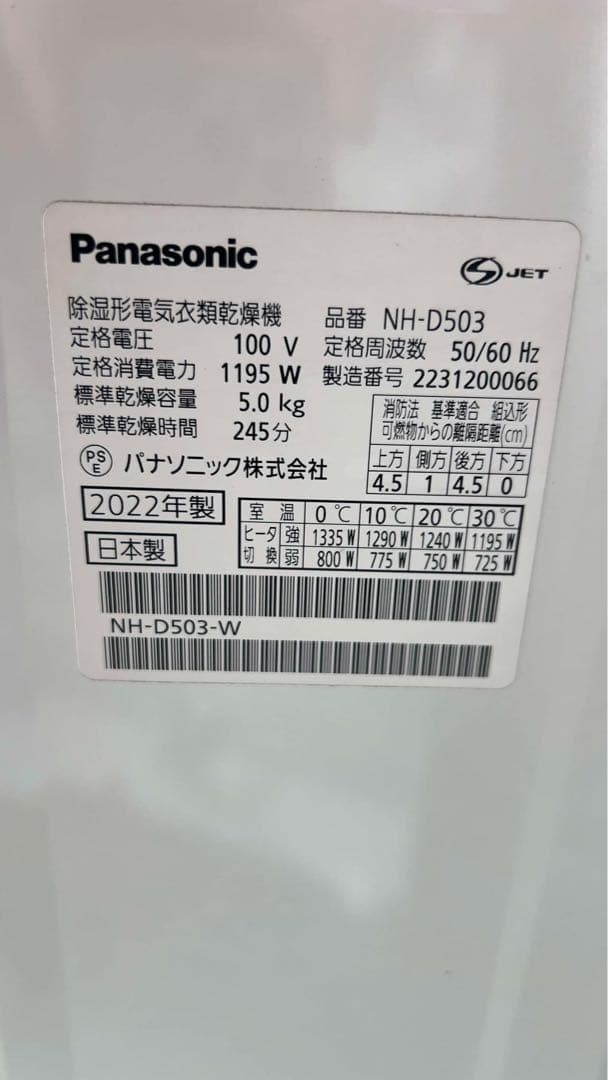 Panasonic
JET
除湿形電気衣類乾燥機 品番 NH-D503
定格電圧 100 V 定格周波数 50/60 Hz
定格消費電力 1195 W 製造番号 2231200066
標準乾燥容量 5.0 kg
標準乾燥時間 245分
消防法 基準適合 組込形
可燃物からの離隔距離(cm)
上方 側方 後方 下方
4.5 1 4.5 0
PS
E パナソニック株式会社
2022年製
日本製
室温 0℃ 10℃ 20℃ 30℃
ヒータ 強 1335 W 1290 W 1240 W 1195 W
切換 弱 800 W 775 W 750 W 725 W
NH-D503-W